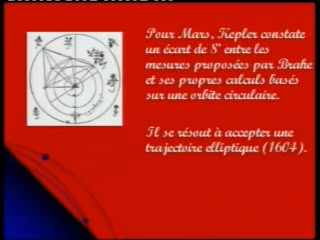 Pour Mars, Kepler constate
un écart de 8' entre les
mesures proposées par Brahe
et ses propres calculs basés
sur une orbite circulaire.
Il se résout à accepter une
trajectoire elliptique (1604).